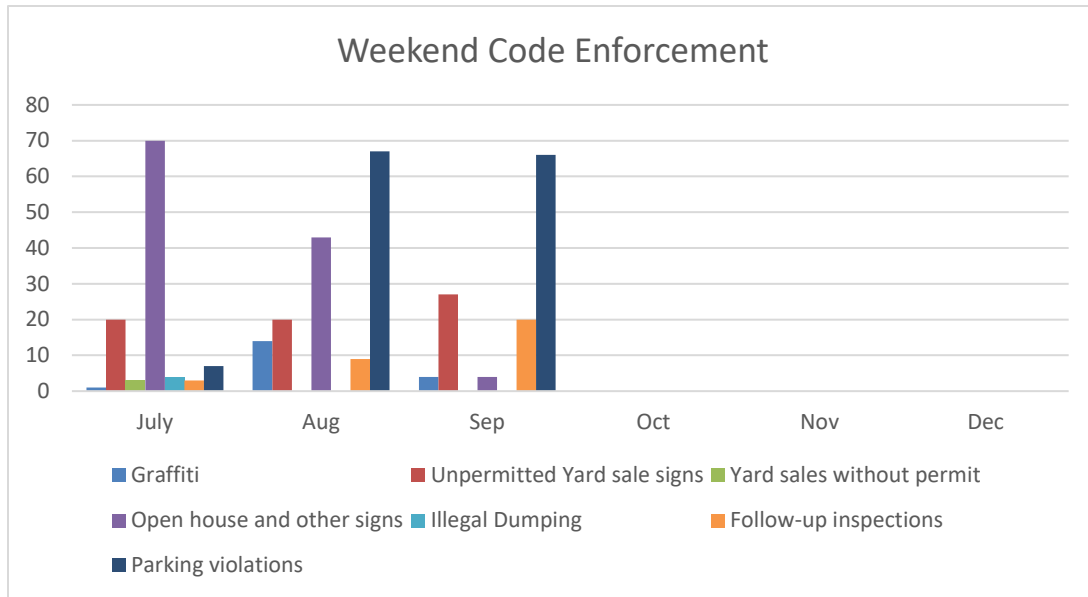 Weekend Code Enforcement
80
70
60
50
40
30
20
10
0
July Aug Sep Oct Nov Dec
Graffiti Unpermitted Yard sale signs Yard sales without permit
Open house and other signs Illegal Dumping Follow-up inspections
Parking violations